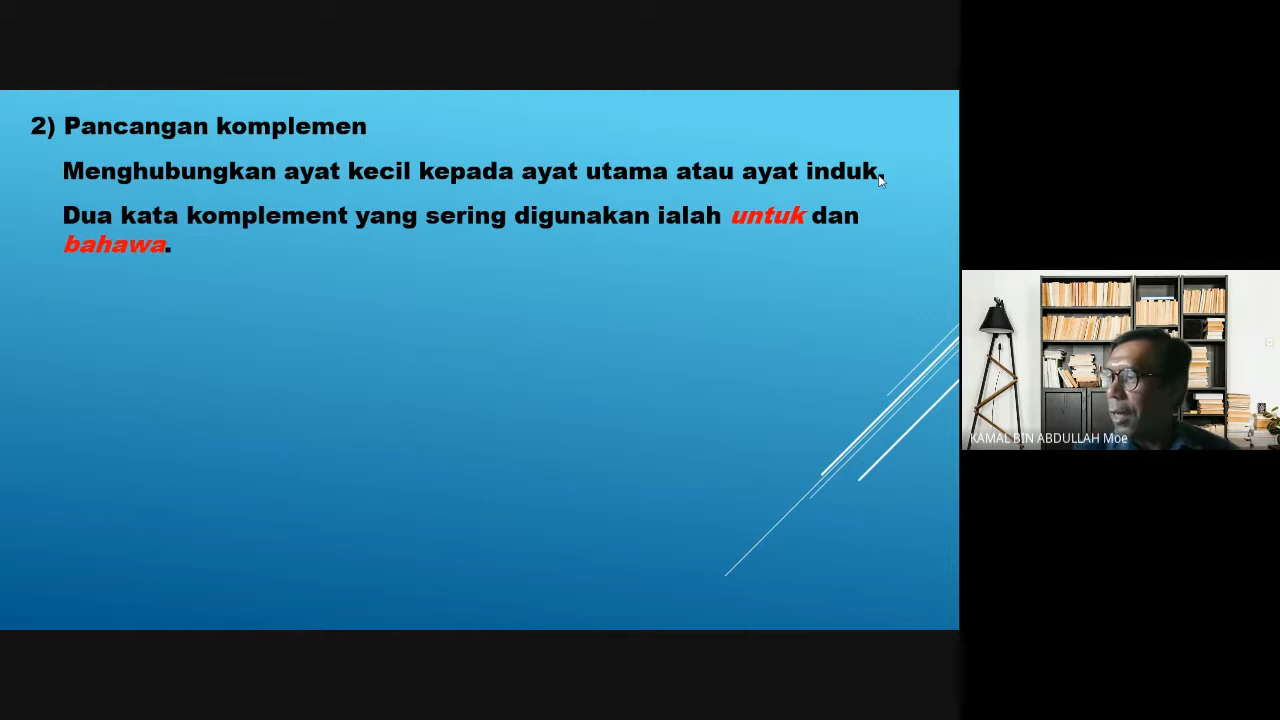 2) Pancangan komplemen
Menghubungkan ayat kecil kepada ayat utama atau ayat induk.
Dua kata komplement yang sering digunakan ialah untuk dan
bahawa.
KAMAL BIN ABDULLAH Moe